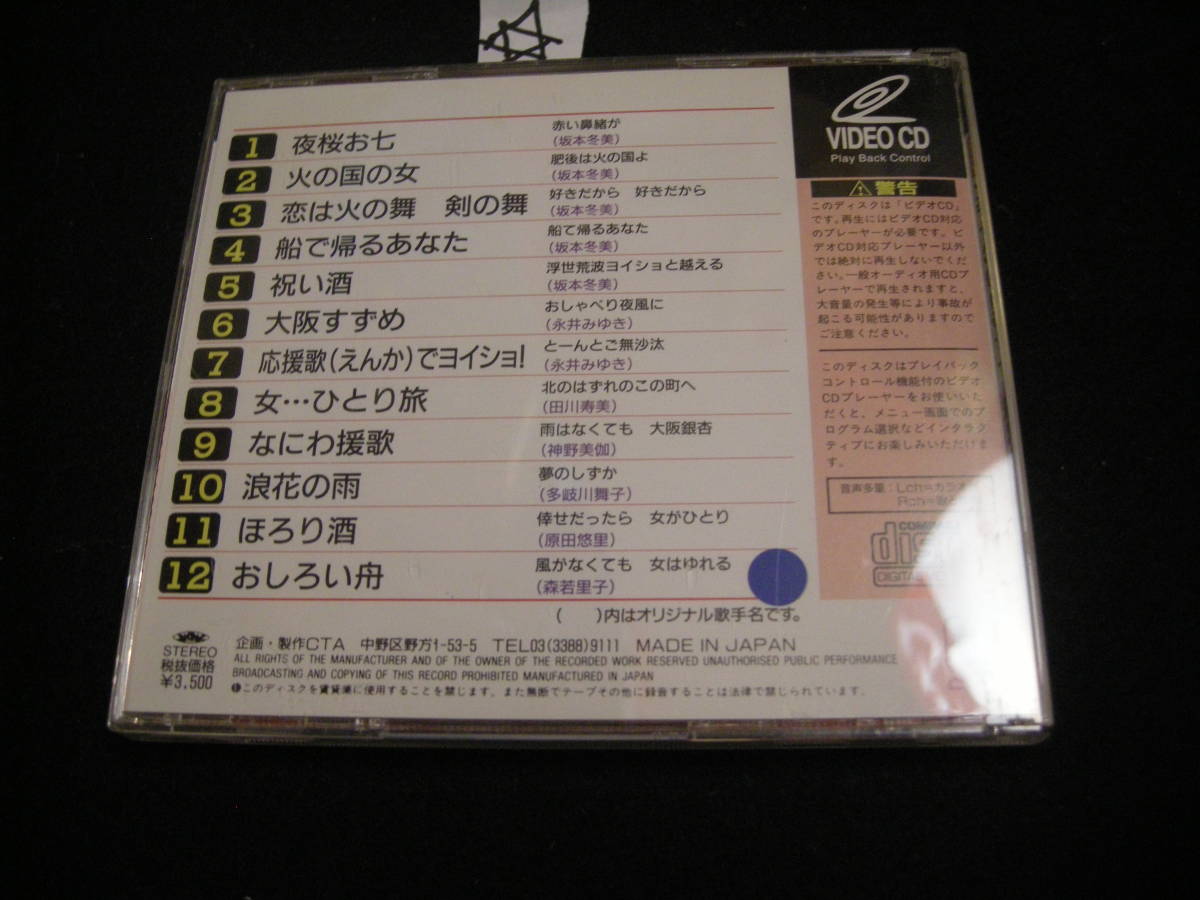 1 夜桜お七 赤い鼻緒が
(坂本冬美)
2 火の国の女 肥後は火の国よ
(坂本冬美)
3 恋は火の舞 剣の舞 好きだから 好きだから
(坂本冬美)
4 船で帰るあなた 船て帰るあなた
(坂本冬美)
5 祝い酒 浮世荒波ヨイショと越える
(坂本冬美)
6 大阪すずめ おしゃべり夜風に
(永井みゆき)
7 応援歌(えんか)でヨイショ! とーんとご無沙汰
(永井みゆき)
8 女…ひとり旅 北のはずれのこの町へ
(田川寿美)
9 なにわ援歌 雨はなくても 大阪銀杏
(神野美伽)
10 浪花の雨 夢のしずか
(多岐川舞子)
11 ほろり酒 倖せだったら 女がひとり
(原田悠里)
12 おしろい舟 風がなくても 女はゆれる
(森若里子)
( )内はオリジナル歌手名です。
STEREO
税抜価格
¥3,500
企画・製作CTA 中野区野方1-53-5 TEL03(3388)9111 MADE IN JAPAN
ALL RIGHTS OF THE MANUFACTURER AND OF THE OWNER OF THE RECORDED WORK RESERVED UNAUTHORISED PUBLIC PERFORMANCE
BROADCASTING AND COPYING OF THIS RECORD PROHIBITED MANUFACTURED IN JAPAN
このディスクを賃貸業に使用することを禁じます。また無断でテープその他に録音することは法律で禁じられています。
VIDEO CD
Play Back Control
警告
このディスクは「ビデオCD」
です。再生にはビデオCD対応
のプレーヤーが必要です。ビ
デオCD対応プレーヤー以外
では絶対に再生しないでくだ
さい。一般オーディオ用CDプ
レーヤーで再生されますと、
大音量の発生等により事故が
起こる可能性がありますので
ご注意ください。
このディスクはプレイバック
コントロール機能付のビデオ
CDプレーヤーをお使いいた
だくと、メニュー画面でのプ
ログラム選択などインタラク
ティブにお楽しみいただけま
す。
音声多重:Lch=カラオ
Rch=歌
COMPA
dis
DIGITAL